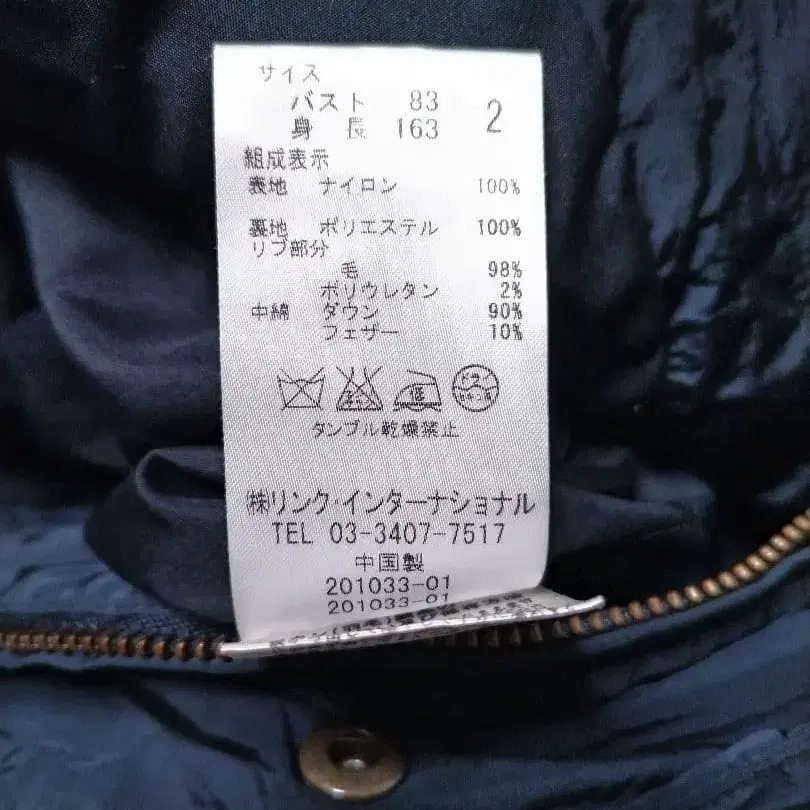 サイズ
バスト 83
身 長 163 2
組成表示
表地 ナイロン 100%
裏地 ポリエステル 100%
リブ部分
毛 98%
ポリウレタン 2%
中綿 ダウン 90%
フェザー 10%
タンブル乾燥禁止
㈱リンク・インターナショナル
TEL 03-3407-7517
中国製
201033-01
201033-01